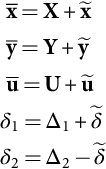 x̅ = X + x̃
y̅ = Y + ỹ
u̅ = U + ũ
δ₁ = Δ₁ + δ̃
δ₂ = Δ₂ − δ̃